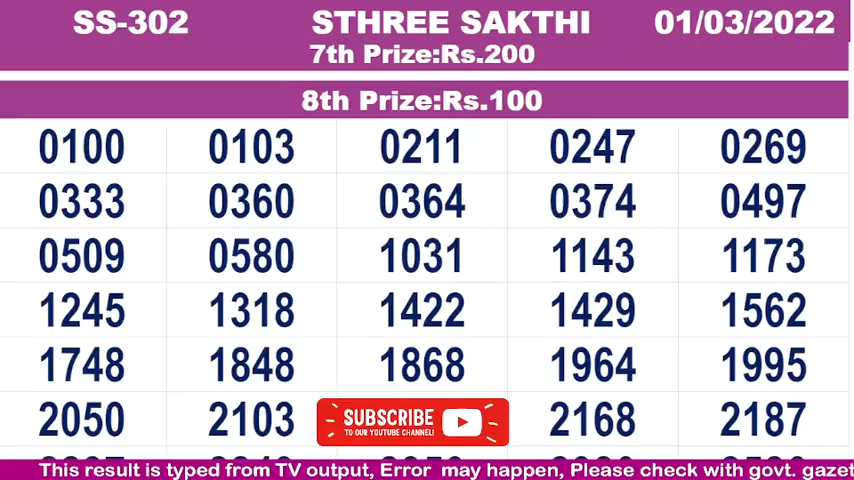 SS-302 STHREE SAKTHI 01/03/2022
7th Prize:Rs.200
8th Prize:Rs.100
0100 0103 0211 0247 0269
0333 0360 0364 0374 0497
0509 0580 1031 1143 1173
1245 1318 1422 1429 1562
1748 1848 1868 1964 1995
2050 2103 2168 2187
SUBSCRIBE
TO OUR YOUTUBE CHANNEL!
This result is typed from TV output, Error may happen, Please check with govt. gazet